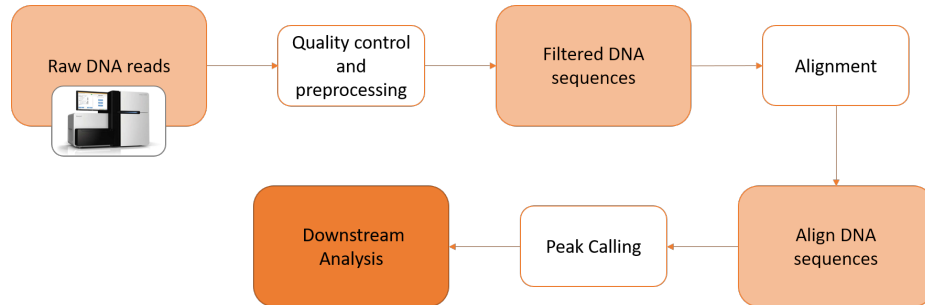 Raw DNA reads
Quality control
and
preprocessing
Filtered DNA
sequences
Alignment
Downstream
Analysis
Peak Calling
Align DNA
sequences